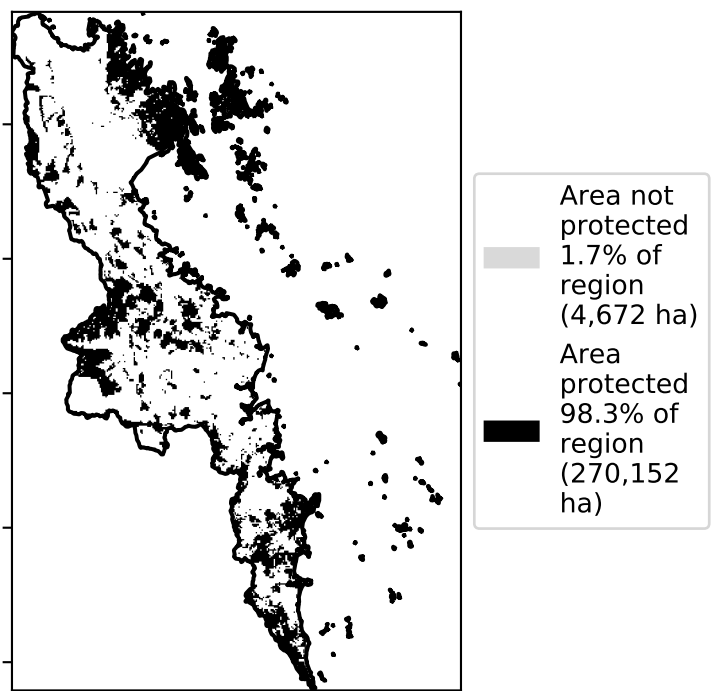 Area not
protected
1.7% of
region
(4,672 ha)
Area
protected
98.3% of
region
(270,152
ha)